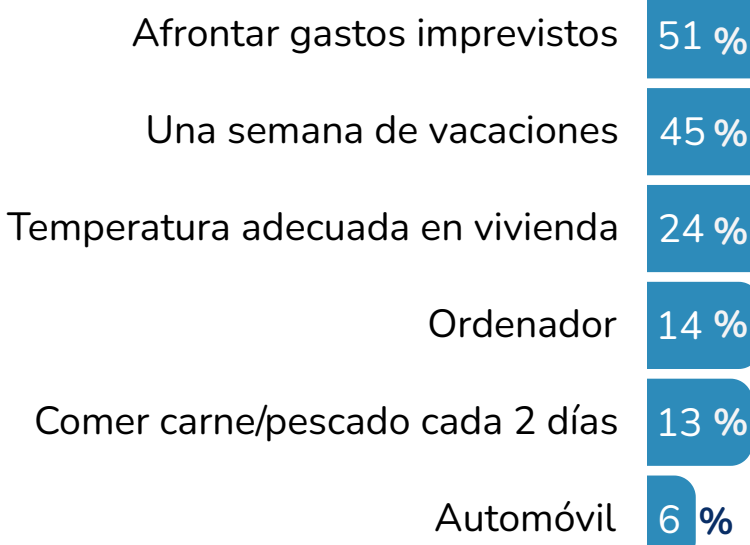 Afrontar gastos imprevistos 51 %
Una semana de vacaciones 45 %
Temperatura adecuada en vivienda 24 %
Ordenador 14 %
Comer carne/pescado cada 2 días 13 %
Automóvil 6 %